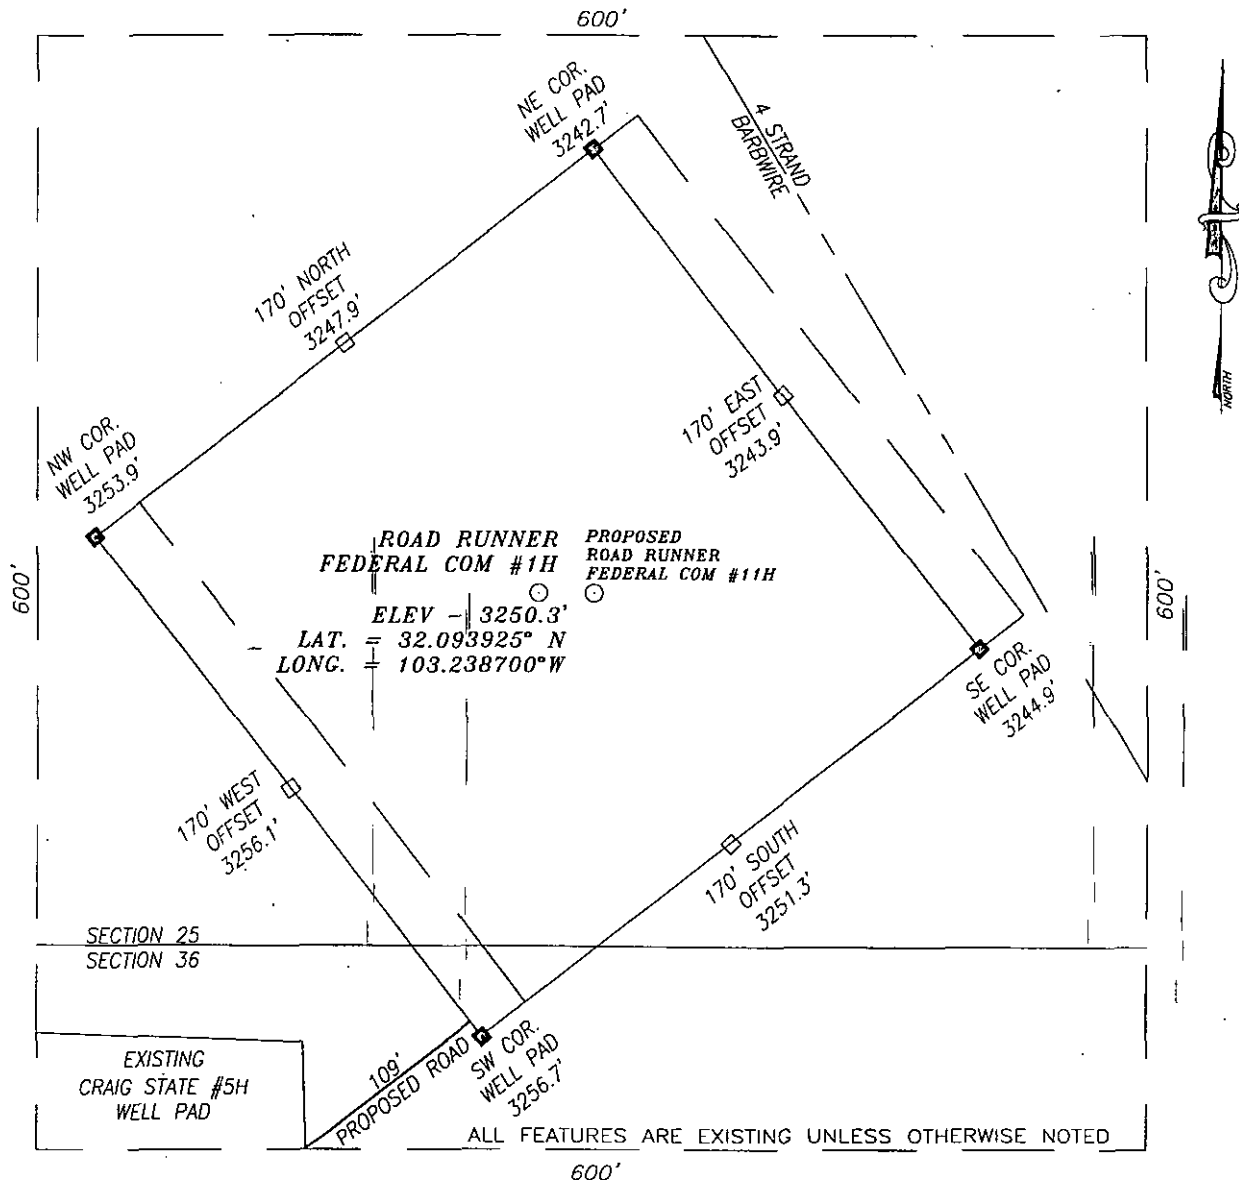 600'
NE COR.
WELL PAD
3242.7'
4 STRAND
BARBWIRE
170' NORTH
OFFSET
3247.9'
NORTH
170' EAST
OFFSET
3243.9'
NW COR.
WELL PAD
3253.9'
ROAD RUNNER
FEDERAL COM #1H
PROPOSED
ROAD RUNNER
FEDERAL COM #11H
600'
600'
ELEV - 3250.3'
LAT. = 32.093925° N
LONG. = 103.238700°W
SE COR.
WELL PAD
3244.9'
170' WEST
OFFSET
3256.1'
170' SOUTH
OFFSET
3251.3'
SECTION 25
SECTION 36
EXISTING
CRAIG STATE #5H
WELL PAD
109'
PROPOSED ROAD
SW COR.
WELL PAD
3256.7'
ALL FEATURES ARE EXISTING UNLESS OTHERWISE NOTED
600'